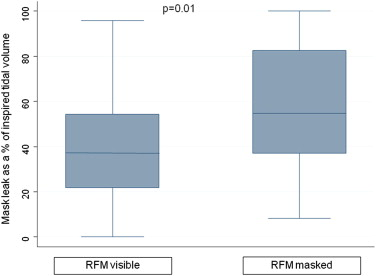 p=0.01
Mask leak as a % of inspired tidal volume
100
80
60
40
20
0
RFM visible
RFM masked